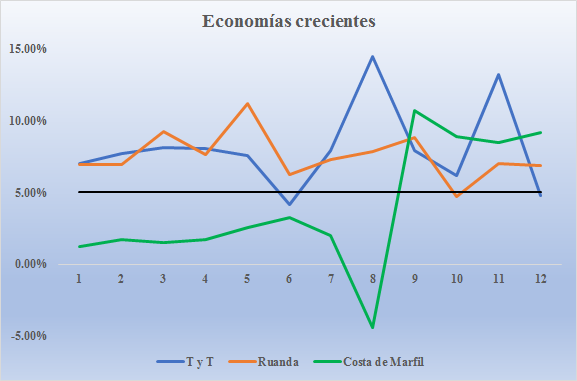 Economías crecientes
15.00%
10.00%
5.00%
0.00%
1 2 3 4 5 6 7 8 9 10 11 12
-5.00%
T y T Ruanda Costa de Marfil